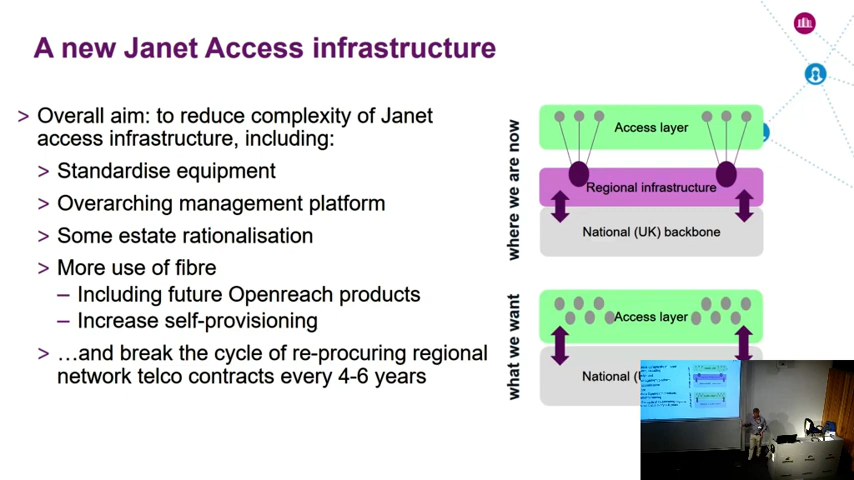 A new Janet Access infrastructure
> Overall aim: to reduce complexity of Janet
access infrastructure, including:
> Standardise equipment
> Overarching management platform
> Some estate rationalisation
> More use of fibre
– Including future Openreach products
– Increase self-provisioning
> …and break the cycle of re-procuring regional
network telco contracts every 4-6 years
where we are now
Access layer
Regional infrastructure
National (UK) backbone
what we want
Access layer
National (